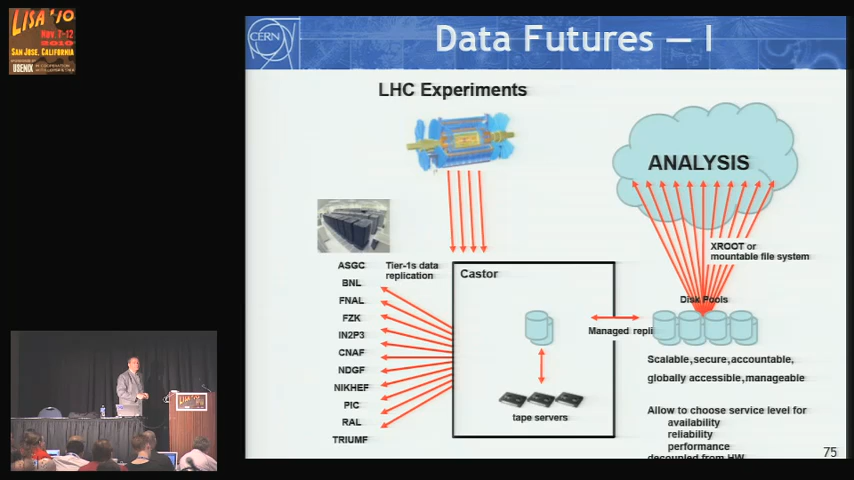 LISA '10
Nov 7-12
2010
SAN JOSE, CALIFORNIA
USENIX
CERN
Data Futures — I
LHC Experiments
ANALYSIS
XROOT or
mountable file system
Tier-1s data
replication
ASGC
BNL
FNAL
FZK
IN2P3
CNAF
NDGF
NIKHEF
PIC
RAL
TRIUMF
Castor
tape servers
Managed repli
Disk Pools
Scalable,secure,accountable,
globally accessible,manageable
Allow to choose service level for
availability
reliability
performance
decoupled from HW
75